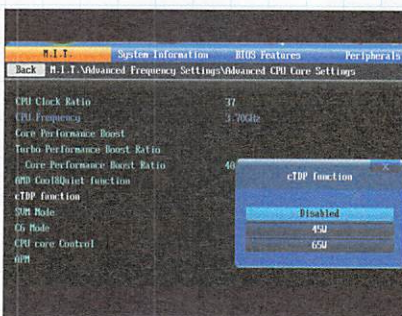 M.I.T. System Information BIOS Features Peripherals
Back M.I.T.\Advanced Frequency Settings\Advanced CPU Core Settings
CPU Clock Ratio 37
CPU Frequency 3.70GHz
Core Performance Boost
Turbo Performance Boost Ratio
Core Performance Boost Ratio 40
AMD Cool&Quiet function
cTDP function
SVM Mode
C6 Mode
CPU core Control
APM
X
cTDP function
Disabled
45W
65W